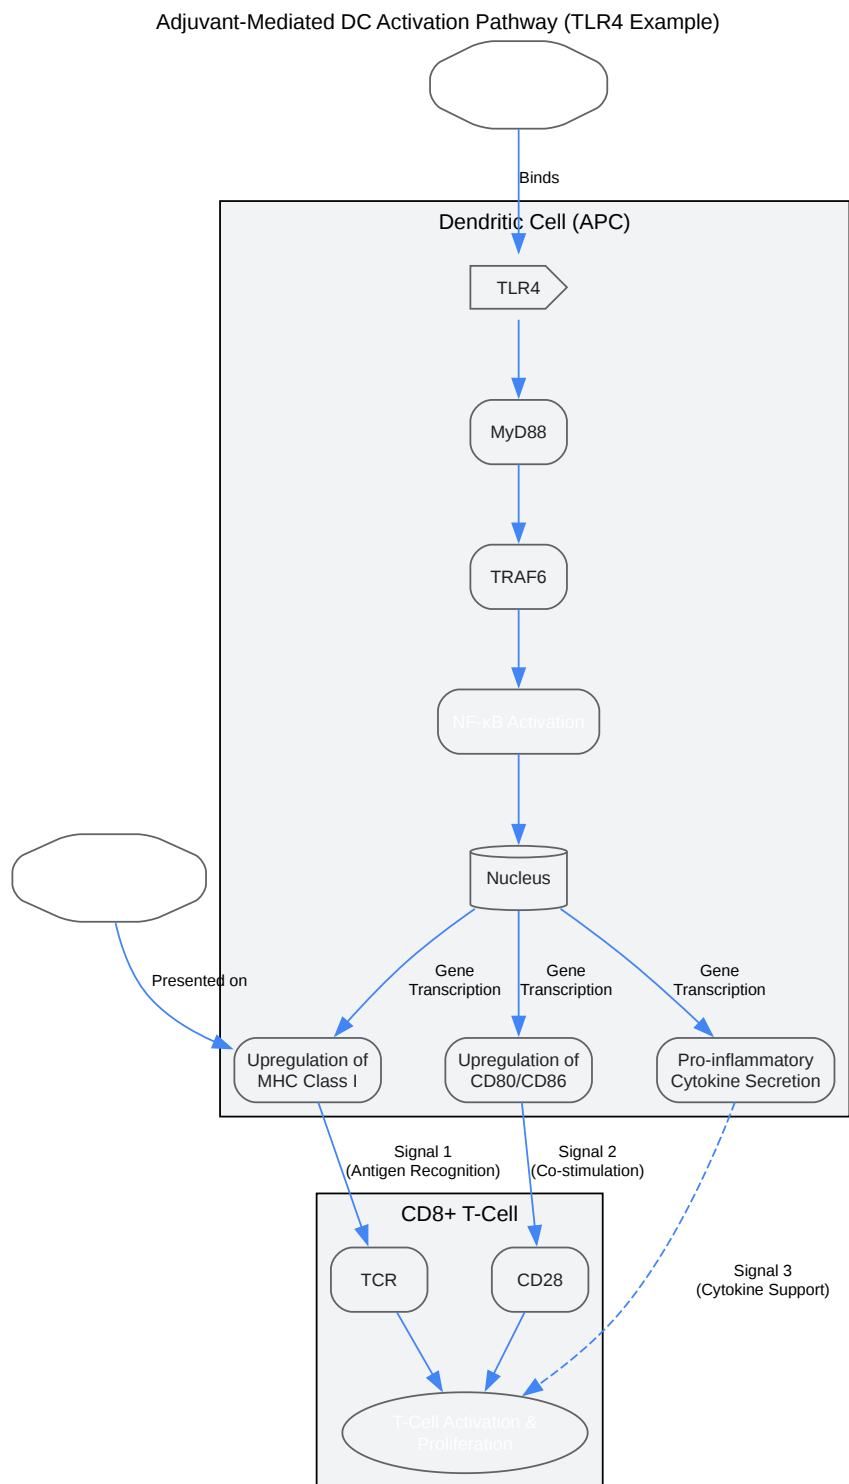 Adjuvant-Mediated DC Activation Pathway (TLR4 Example)
Binds
Dendritic Cell (APC)
TLR4
MyD88
TRAF6
NF-κB Activation
Nucleus
Presented on
Gene
Transcription
Gene
Transcription
Gene
Transcription
Upregulation of
MHC Class I
Upregulation of
CD80/CD86
Pro-inflammatory
Cytokine Secretion
Signal 1
(Antigen Recognition)
Signal 2
(Co-stimulation)
CD8+ T-Cell
TCR
CD28
Signal 3
(Cytokine Support)
T-Cell Activation &
Proliferation